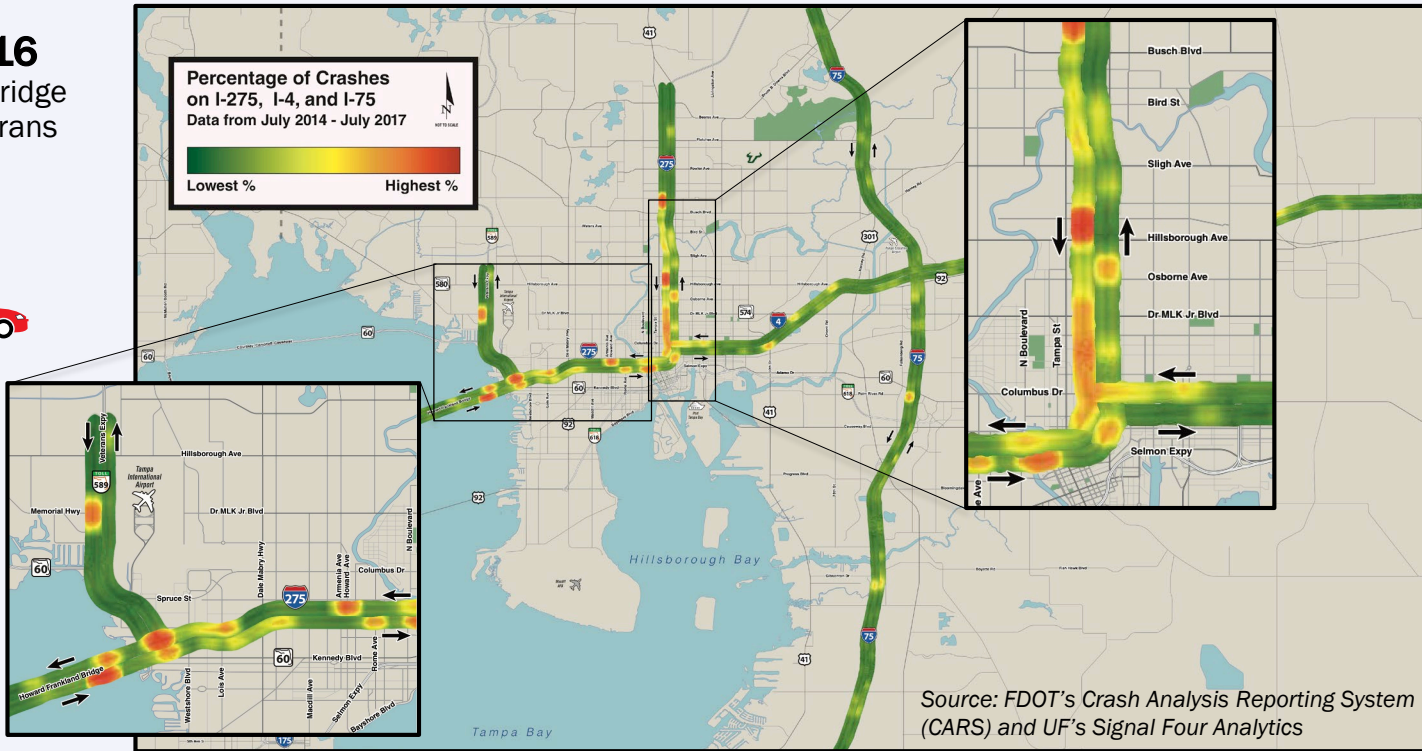 16
ridge
rans
Percentage of Crashes
on I-275, I-4, and I-75
Data from July 2014 - July 2017
N
NOT TO SCALE
Lowest %
Highest %
41
75
275
589
580
60
60
301
92
574
4
275
60
92
618
75
60
618
41
92
41
75
175
Hillsborough Bay
Tampa Bay
Busch Blvd
Bird St
Sligh Ave
Hillsborough Ave
Osborne Ave
Dr MLK Jr Blvd
N Boulevard
Tampa St
Columbus Dr
Selmon Expy
e Ave
Veterans Expy
TOLL
589
Hillsborough Ave
Tampa
International
Airport
Memorial Hwy
Dr MLK Jr Blvd
N Boulevard
60
Dale Mabry Hwy
Armenia Ave
Howard Ave
Columbus Dr
Spruce St
275
60
Kennedy Blvd
Rome Ave
Howard Frankland Bridge
Westshore Blvd
Lois Ave
Macdill Ave
Selmon Expy
Bayshore Blvd
Source: FDOT's Crash Analysis Reporting System
(CARS) and UF's Signal Four Analytics